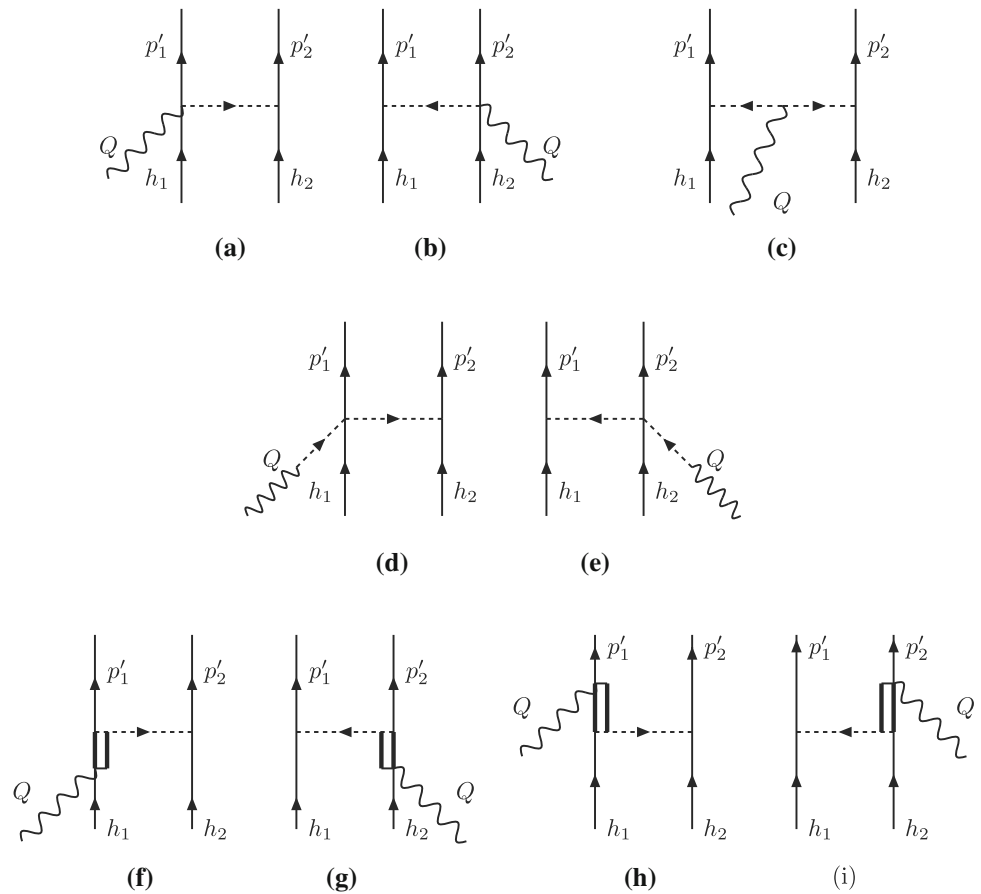 p′₁ p′₂ p′₁ p′₂ p′₁ p′₂
Q Q
h₁ h₂ h₁ h₂ h₁ Q h₂
(a) (b) (c)
p′₁ p′₂ p′₁ p′₂
Q Q
h₁ h₂ h₁ h₂
(d) (e)
p′₁ p′₂ p′₁ p′₂ p′₁ p′₂ p′₁ p′₂
Q Q Q Q
h₁ h₂ h₁ h₂ h₁ h₂ h₁ h₂
(f) (g) (h) (i)